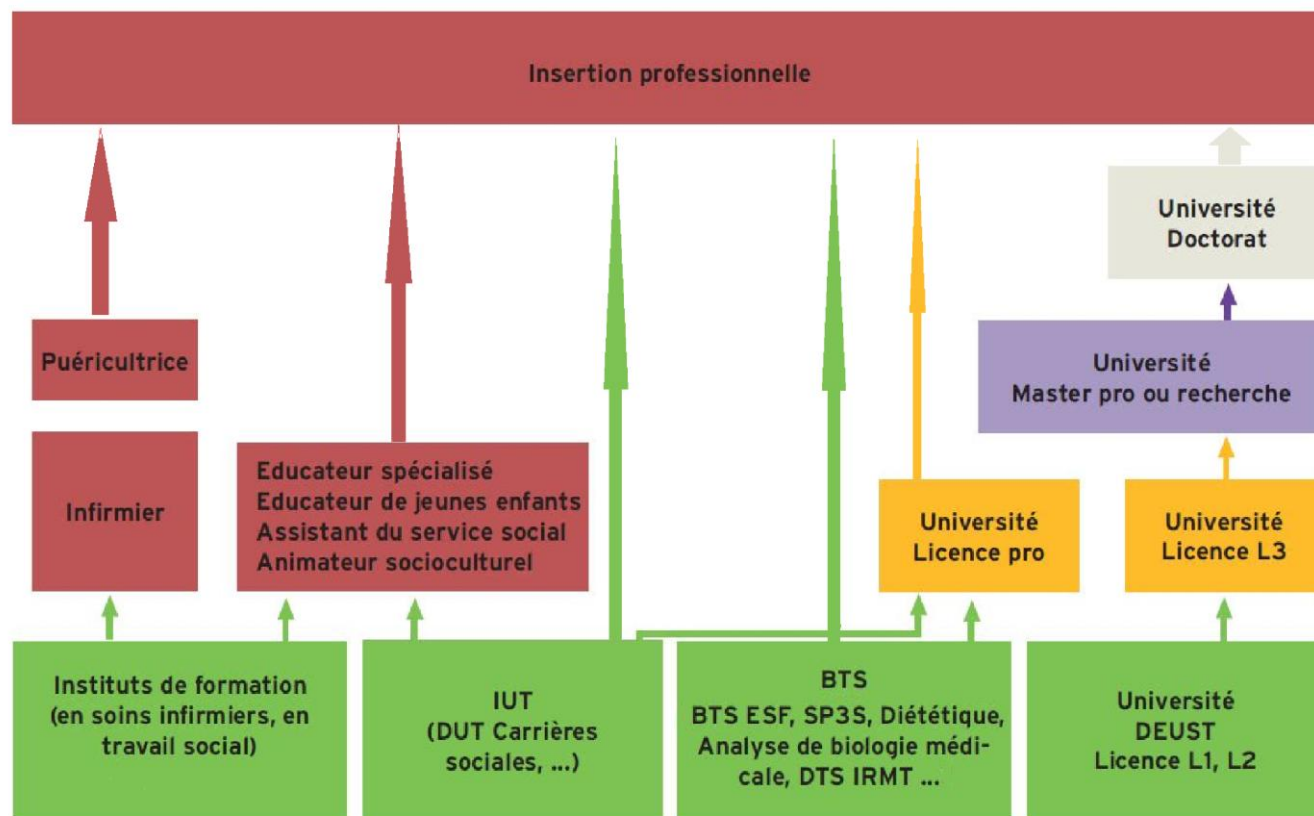 Insertion professionnelle
Université
Doctorat
Puéricultrice
Université
Master pro ou recherche
Infirmier
Educateur spécialisé
Educateur de jeunes enfants
Assistant du service social
Animateur socioculturel
Université
Licence pro
Université
Licence L3
Instituts de formation
(en soins infirmiers, en
travail social)
IUT
(DUT Carrières
sociales, ...)
BTS
BTS ESF, SP3S, Diététique,
Analyse de biologie médi-
cale, DTS IRMT ...
Université
DEUST
Licence L1, L2